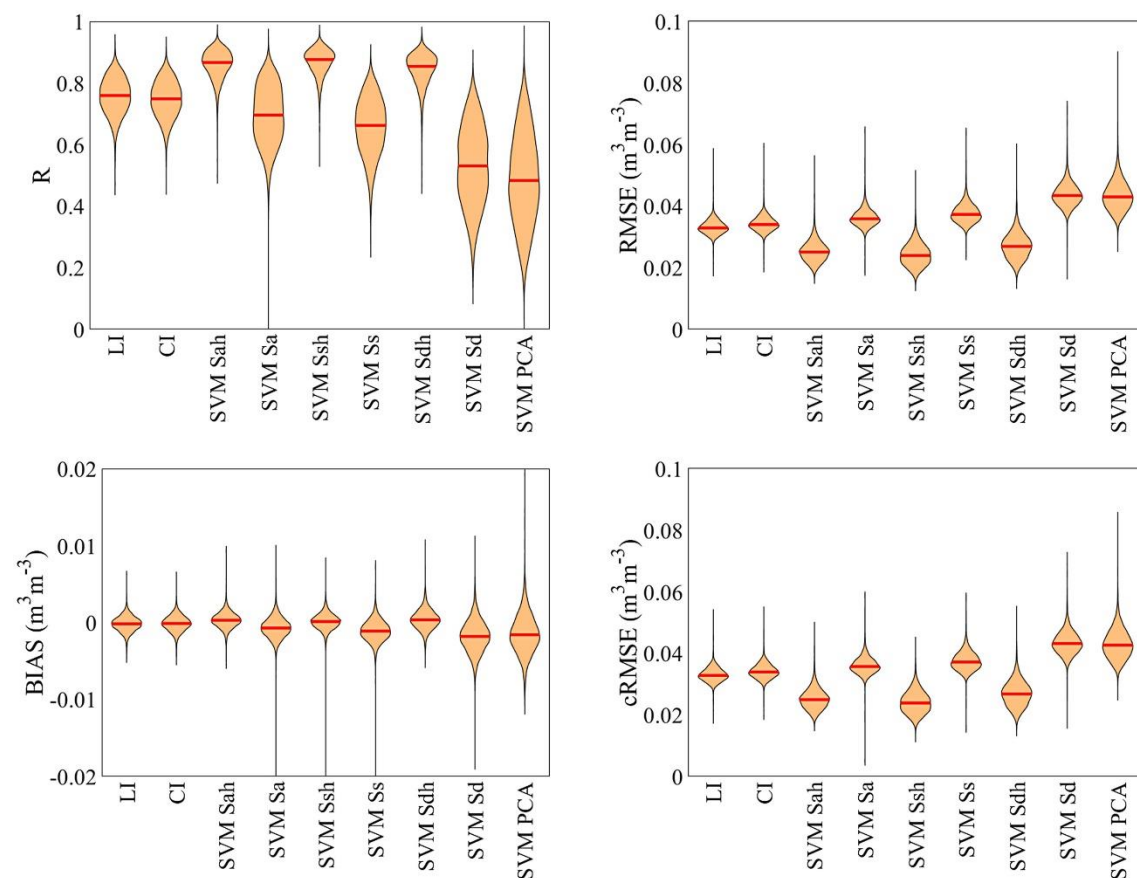 R
1
0.8
0.6
0.4
0.2
0
LI
CI
SVM Sah
SVM Sa
SVM Ssh
SVM Ss
SVM Sdh
SVM Sd
SVM PCA
RMSE (m³m⁻³)
0.1
0.08
0.06
0.04
0.02
0
LI
CI
SVM Sah
SVM Sa
SVM Ssh
SVM Ss
SVM Sdh
SVM Sd
SVM PCA
BIAS (m³m⁻³)
0.02
0.01
0
-0.01
-0.02
LI
CI
SVM Sah
SVM Sa
SVM Ssh
SVM Ss
SVM Sdh
SVM Sd
SVM PCA
cRMSE (m³m⁻³)
0.1
0.08
0.06
0.04
0.02
0
LI
CI
SVM Sah
SVM Sa
SVM Ssh
SVM Ss
SVM Sdh
SVM Sd
SVM PCA